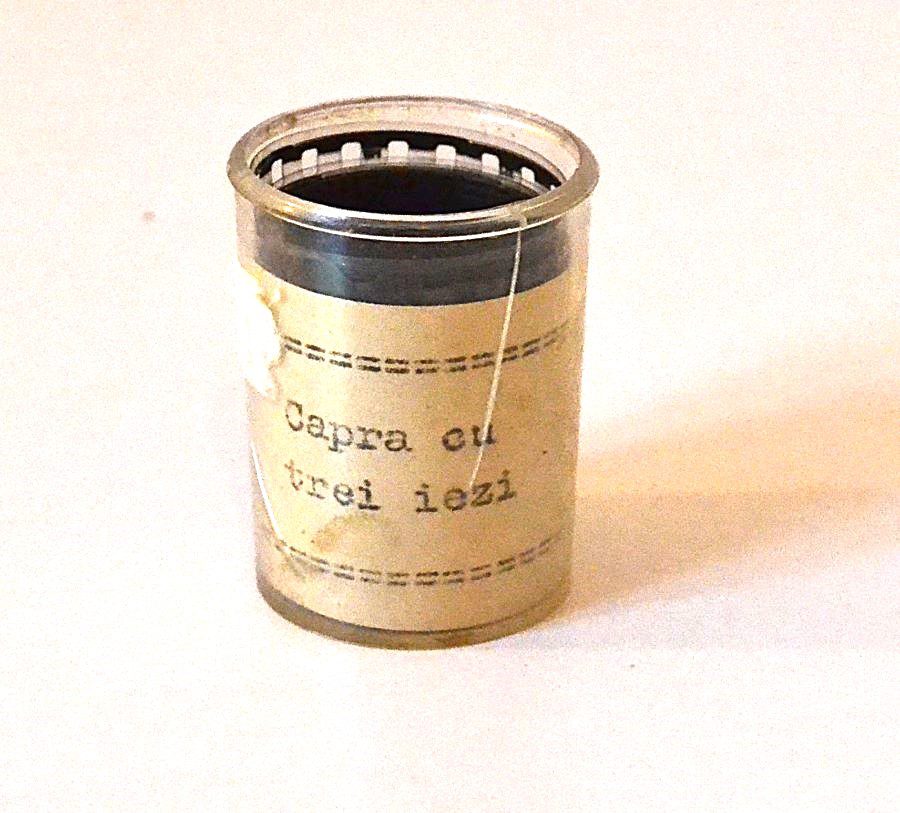 Capra cu
trei iezi